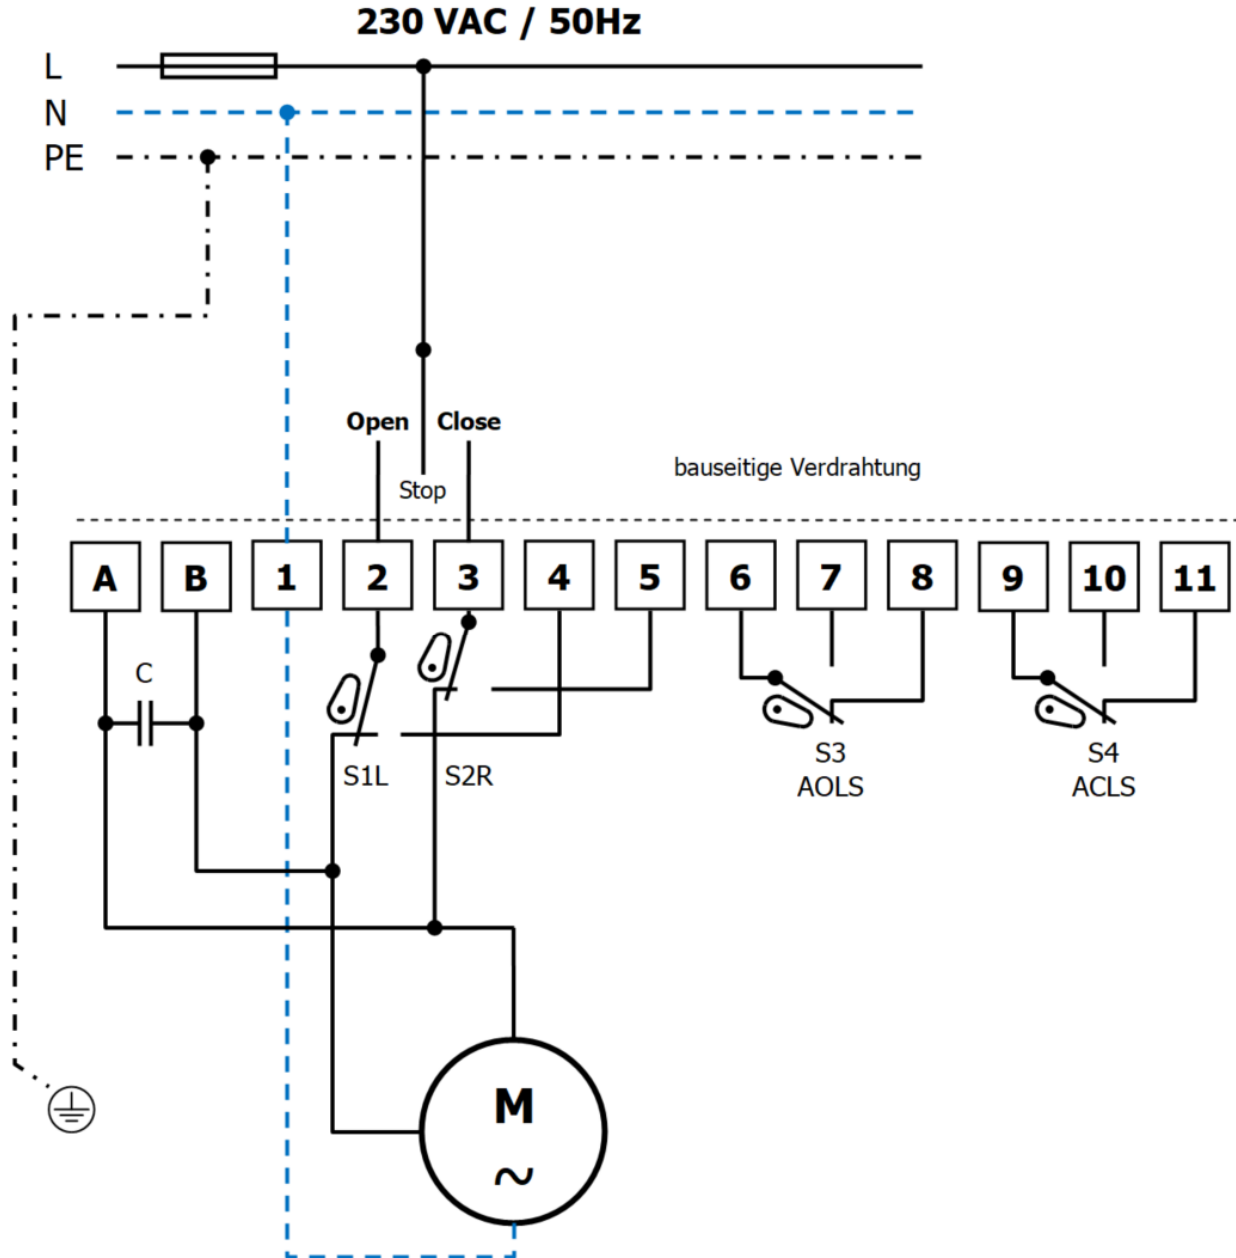 230 VAC / 50Hz
L
N
PE
Open Close
Stop
bauseitige Verdrahtung
A B 1 2 3 4 5 6 7 8 9 10 11
C
S1L S2R
S3 S4
AOLS ACLS
M
~